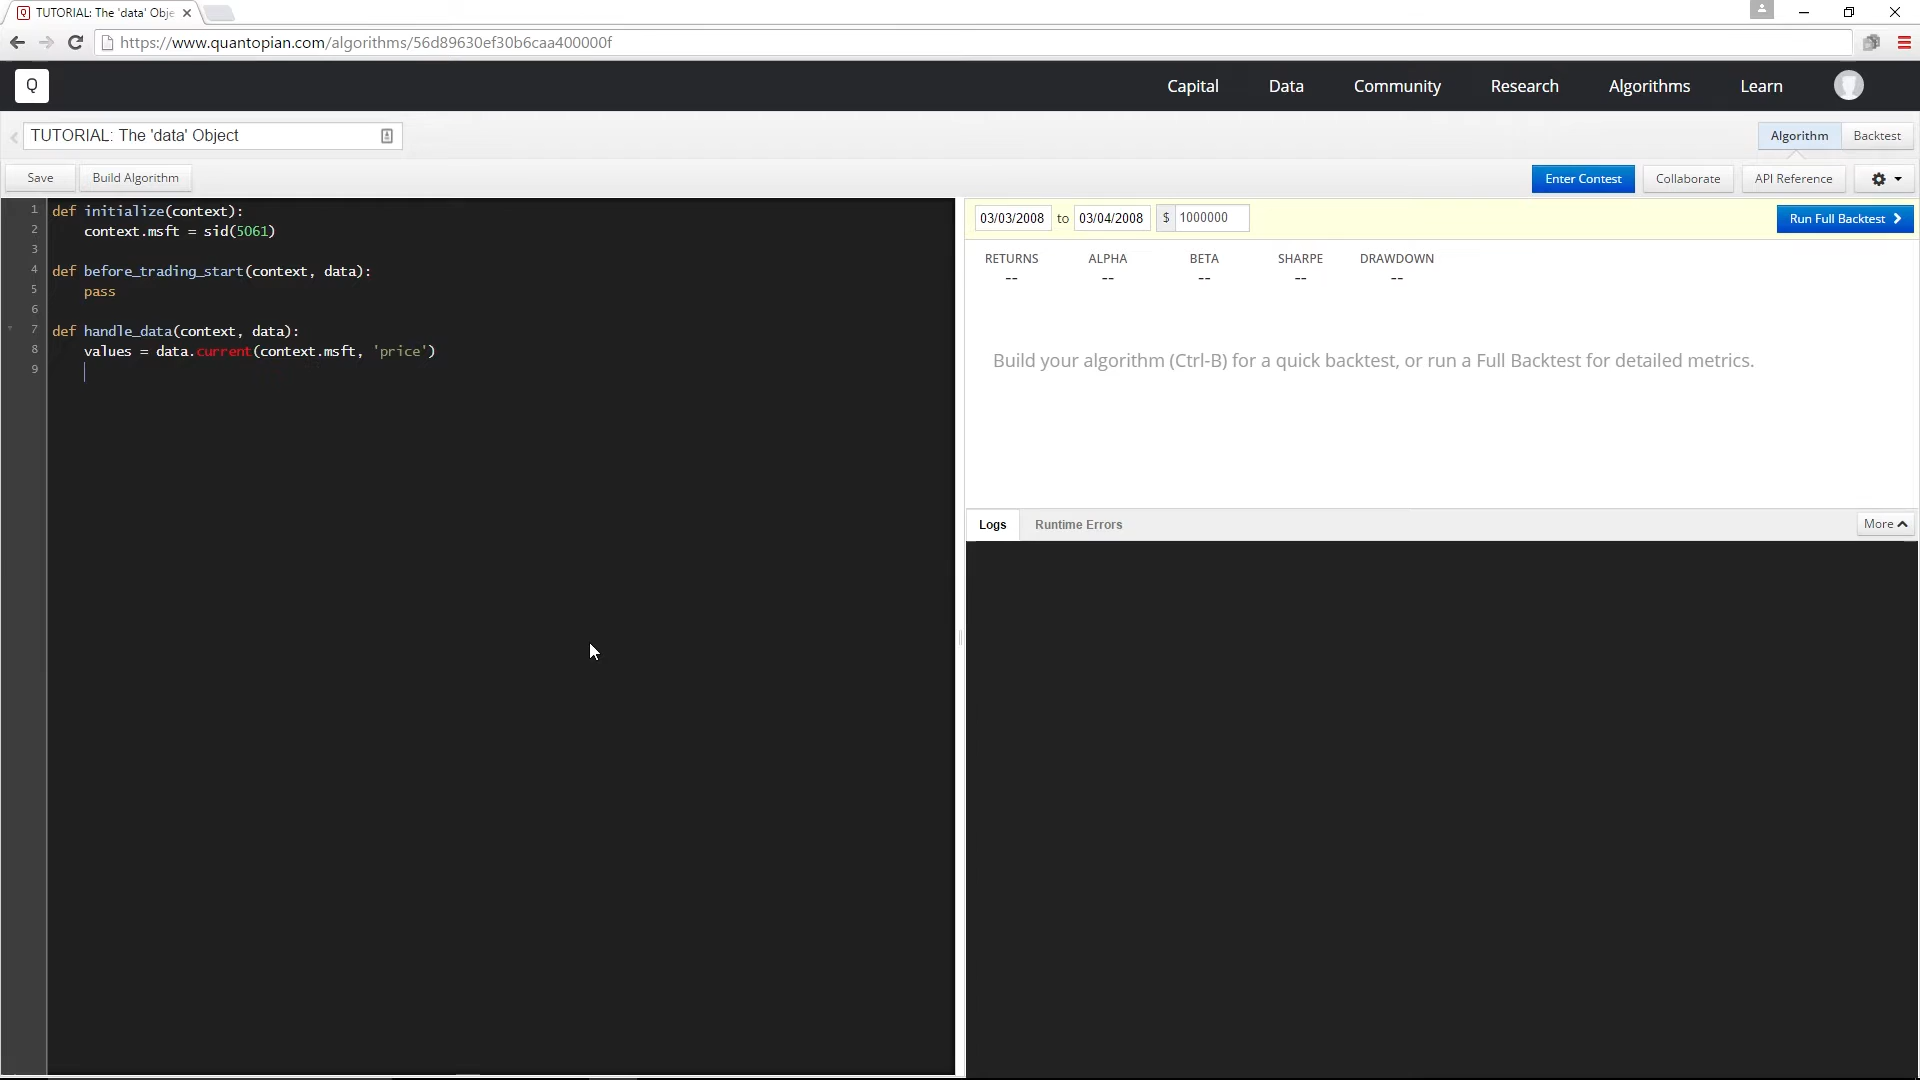 TUTORIAL: The 'data' Obje
https://www.quantopian.com/algorithms/56d89630ef30b6caa400000f
Q Capital Data Community Research Algorithms Learn
TUTORIAL: The 'data' Object
Algorithm Backtest
Save Build Algorithm Enter Contest Collaborate API Reference
1 def initialize(context):
2 context.msft = sid(5061)
3
4 def before_trading_start(context, data):
5 pass
6
7 def handle_data(context, data):
8 values = data.current(context.msft, 'price')
9
03/03/2008 to 03/04/2008 $ 1000000 Run Full Backtest
RETURNS ALPHA BETA SHARPE DRAWDOWN
-- -- -- -- --
Build your algorithm (Ctrl-B) for a quick backtest, or run a Full Backtest for detailed metrics.
Logs Runtime Errors More